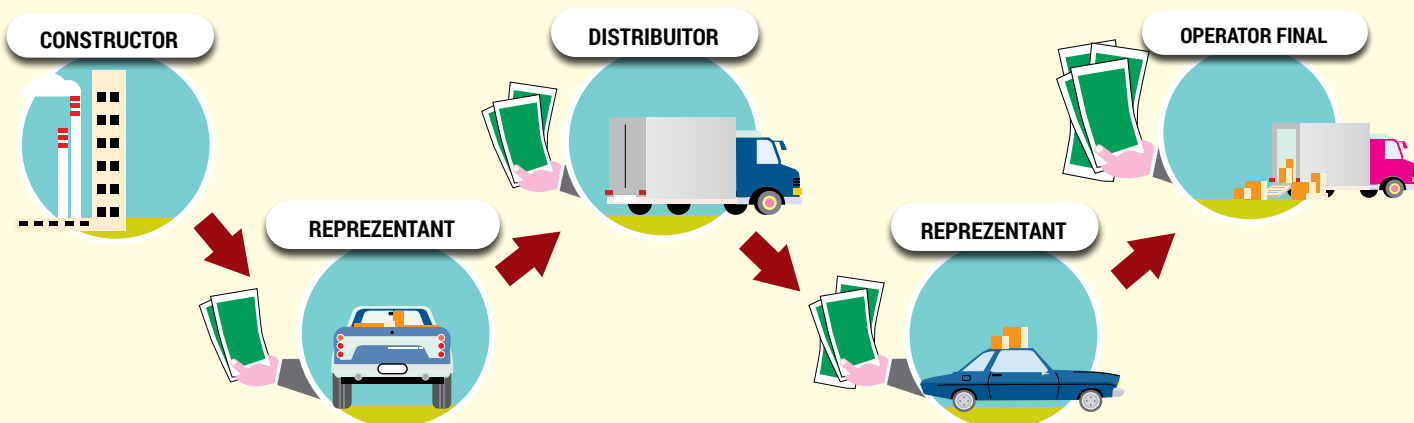 CONSTRUCTOR
REPREZENTANT
DISTRIBUITOR
REPREZENTANT
OPERATOR FINAL